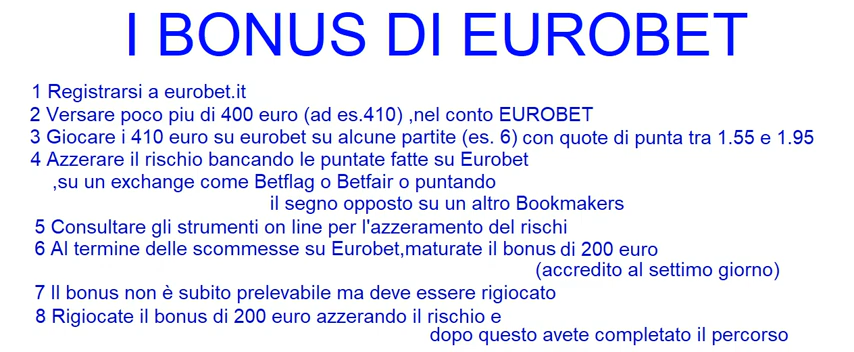 I BONUS DI EUROBET
1 Registrarsi a eurobet.it
2 Versare poco piu di 400 euro (ad es.410) ,nel conto EUROBET
3 Giocare i 410 euro su eurobet su alcune partite (es. 6) con quote di punta tra 1.55 e 1.95
4 Azzerare il rischio bancando le puntate fatte su Eurobet
,su un exchange come Betflag o Betfair o puntando
il segno opposto su un altro Bookmakers
5 Consultare gli strumenti on line per l'azzeramento del rischi
6 Al termine delle scommesse su Eurobet,maturate il bonus di 200 euro
(accredito al settimo giorno)
7 Il bonus non è subito prelevabile ma deve essere rigiocato
8 Rigiocate il bonus di 200 euro azzerando il rischio e
dopo questo avete completato il percorso